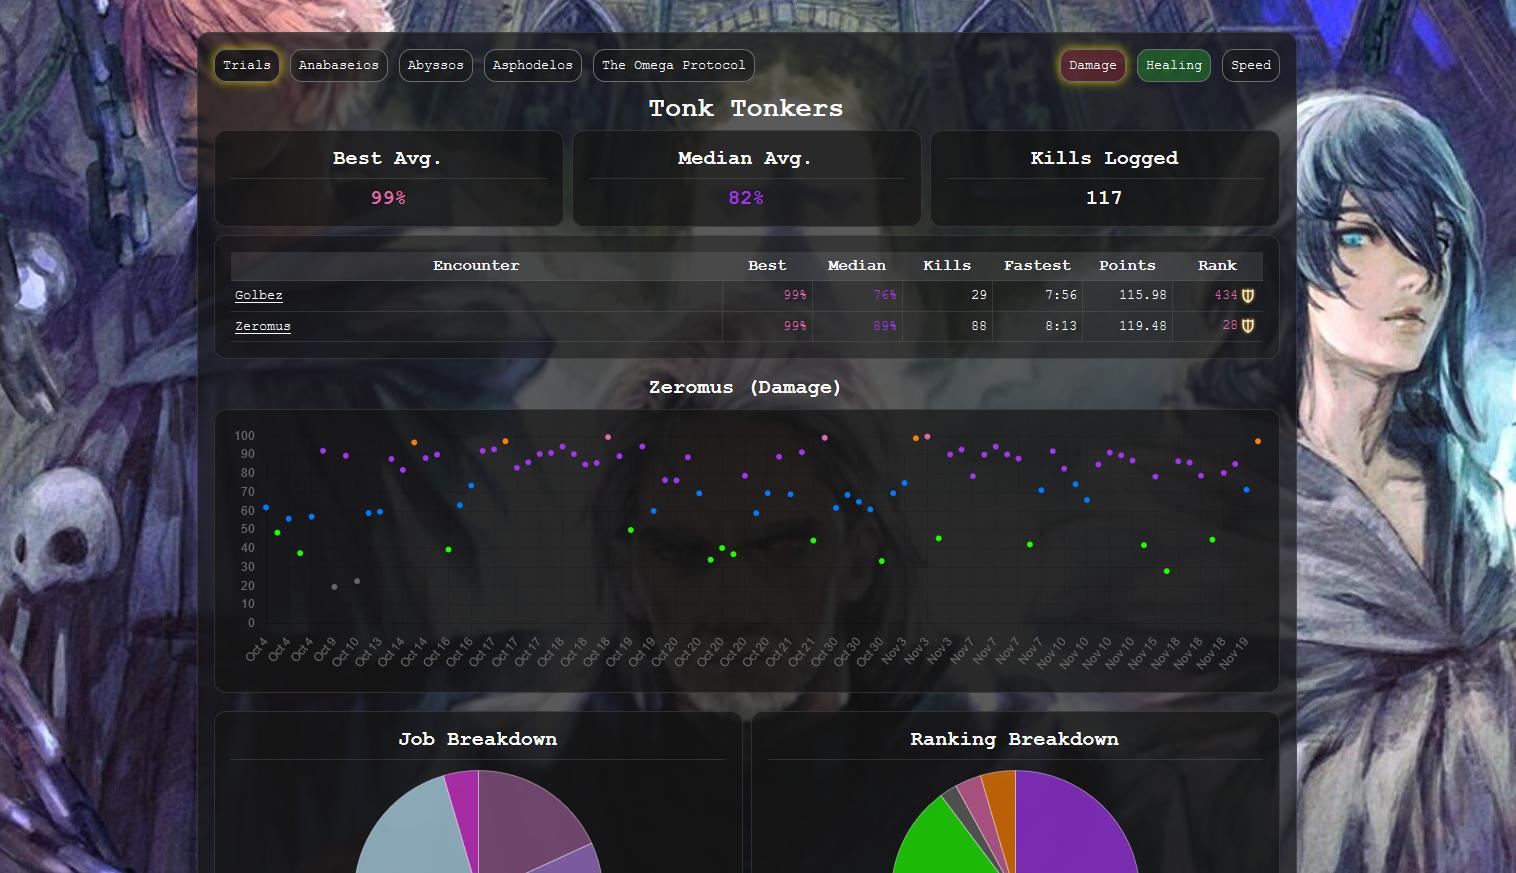 Trials Anabaseios Abyssos Asphodelos The Omega Protocol Damage Healing Speed
Tonk Tonkers
Best Avg. Median Avg. Kills Logged
99% 82% 117
Encounter Best Median Kills Fastest Points Rank
Golbez 99% 76% 29 7:56 115.98 434
Zeromus 99% 89% 88 8:13 119.48 28
Zeromus (Damage)
100
90
80
70
60
50
40
30
20
10
0
Oct 4 Oct 4 Oct 4 Oct 9 Oct 10 Oct 13 Oct 14 Oct 14 Oct 16 Oct 16 Oct 17 Oct 17 Oct 17 Oct 18 Oct 18 Oct 18 Oct 19 Oct 19 Oct 20 Oct 20 Oct 20 Oct 20 Oct 20 Oct 21 Oct 21 Oct 30 Oct 30 Oct 30 Nov 3 Nov 3 Nov 3 Nov 7 Nov 7 Nov 7 Nov 7 Nov 10 Nov 10 Nov 10 Nov 10 Nov 15 Nov 18 Nov 18 Nov 18 Nov 19
Job Breakdown Ranking Breakdown